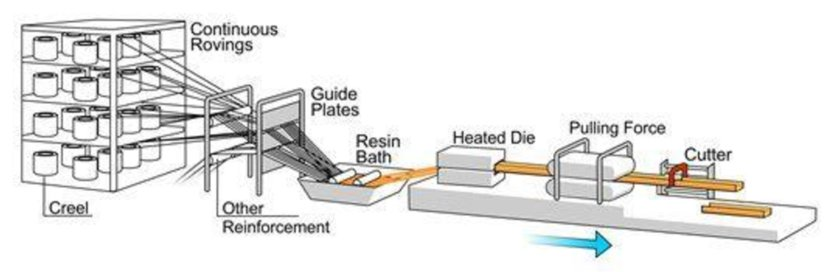 Continuous
Rovings
Guide
Plates
Resin
Bath
Heated Die
Pulling Force
Cutter
Creel
Other
Reinforcement